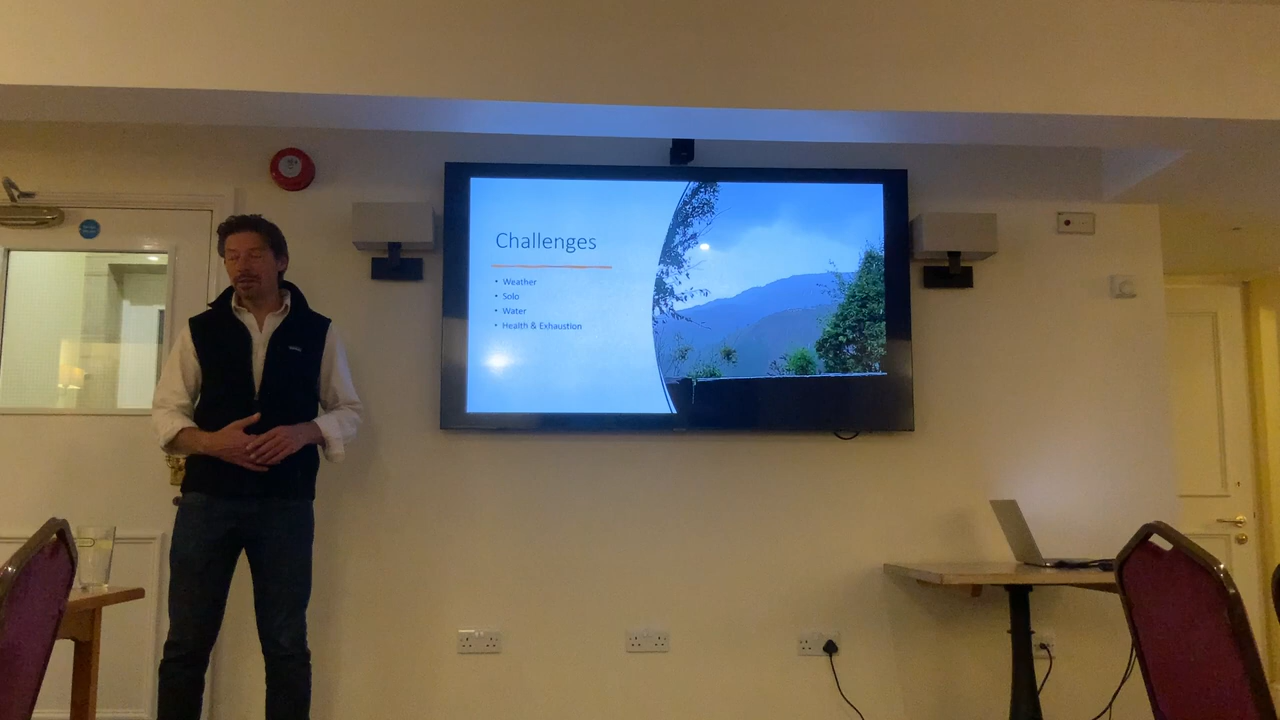 Challenges
• Weather
• Solo
• Water
• Health & Exhaustion